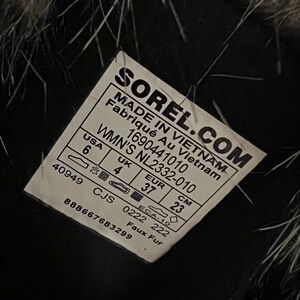 SOREL.COM
MADE IN VIETNAM
Fabriqué Au Vietnam
1690441010
WMN'S NL2332-010
USA UK EUR CM
6 4 37 23
40949 CJS 0222 222
888667683299 Faux Fur